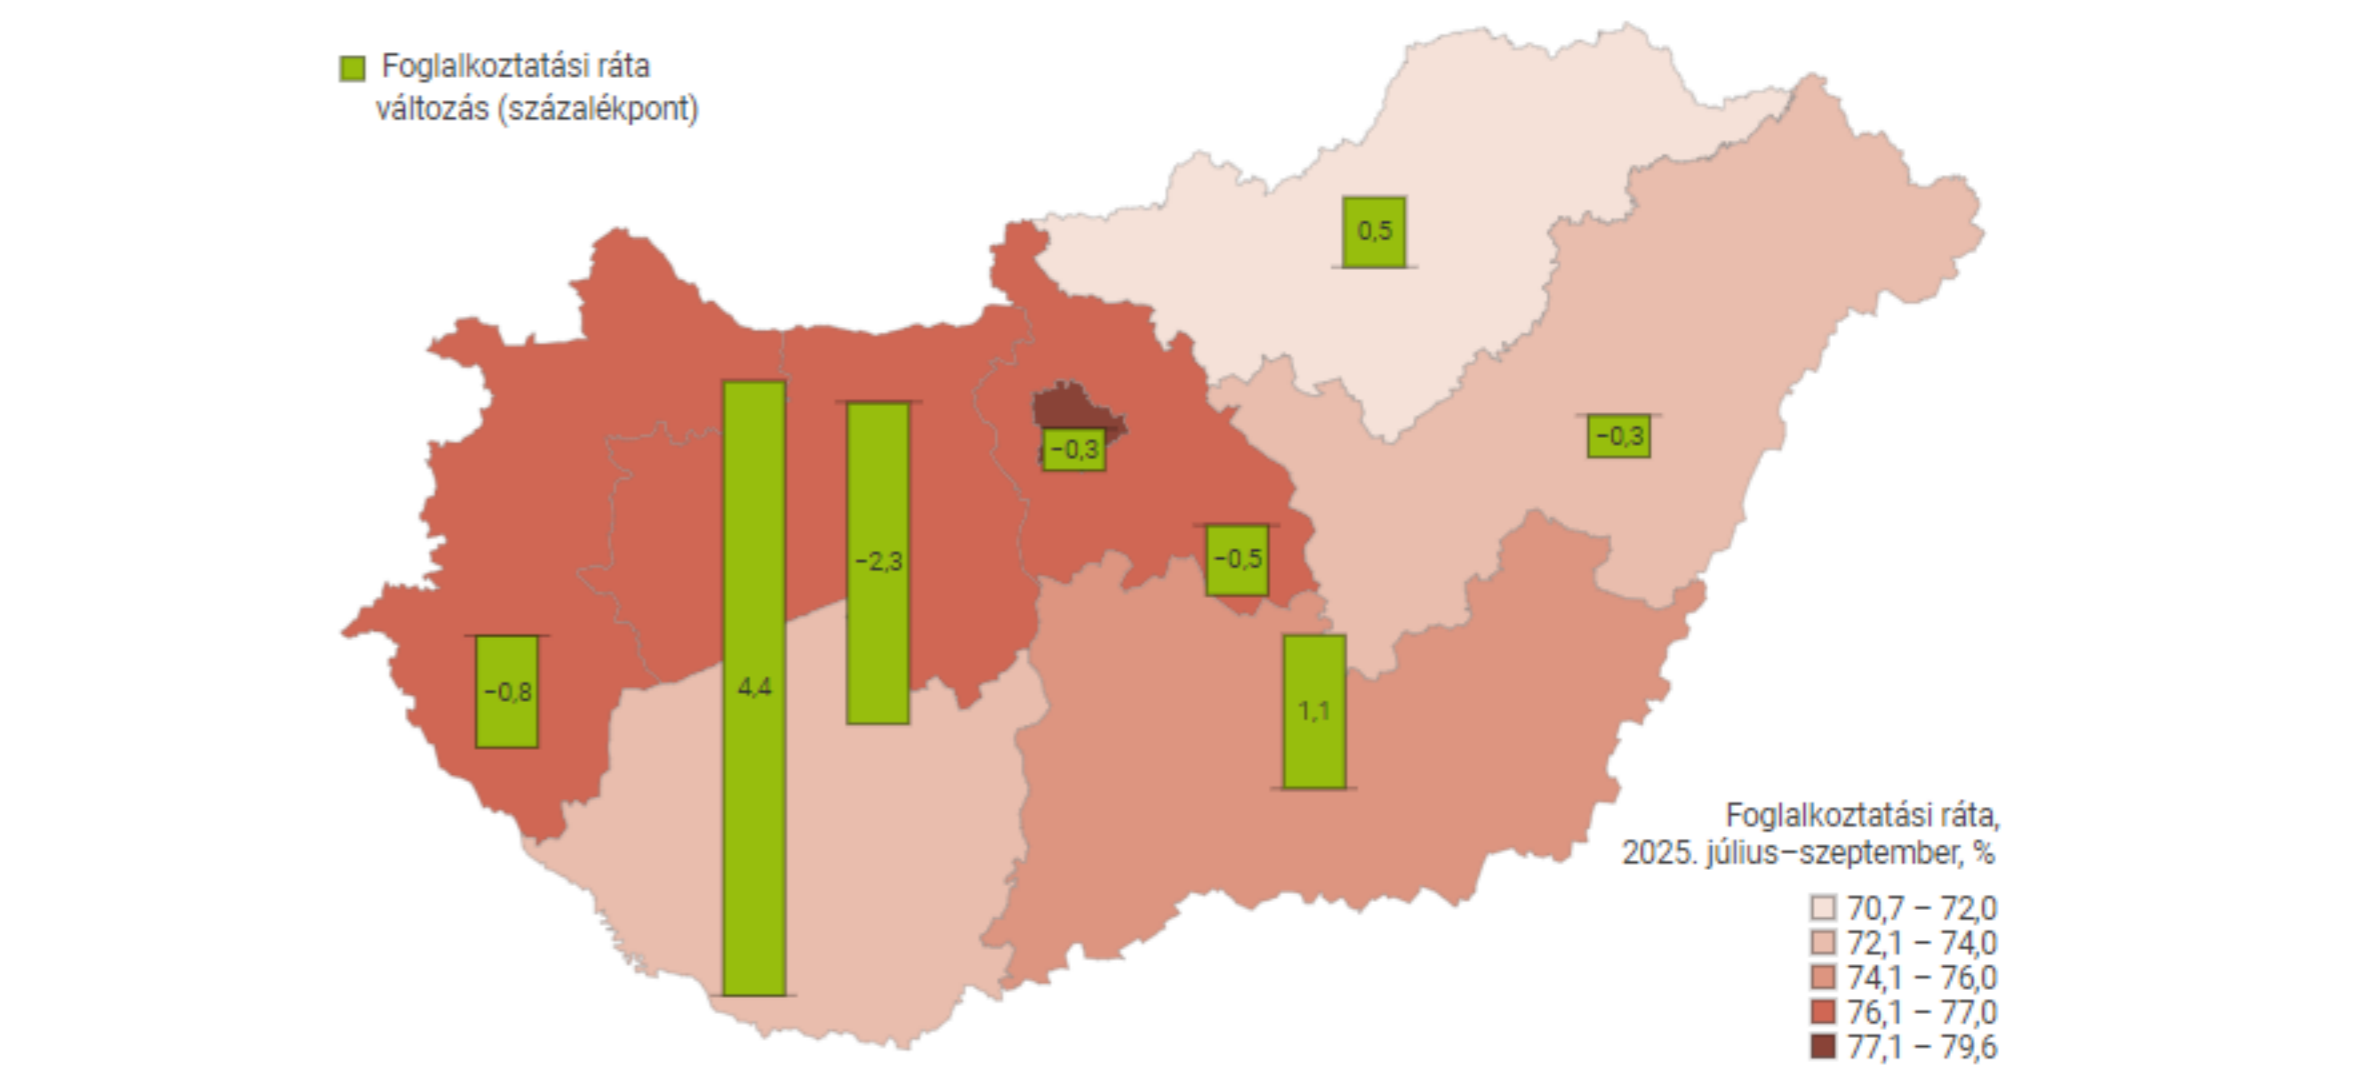 Foglalkoztatási ráta
változás (százalékpont)
0,5
−0,3
−0,3
−2,3
−0,5
−0,8
4,4
1,1
Foglalkoztatási ráta,
2025. július–szeptember, %
70,7 – 72,0
72,1 – 74,0
74,1 – 76,0
76,1 – 77,0
77,1 – 79,6